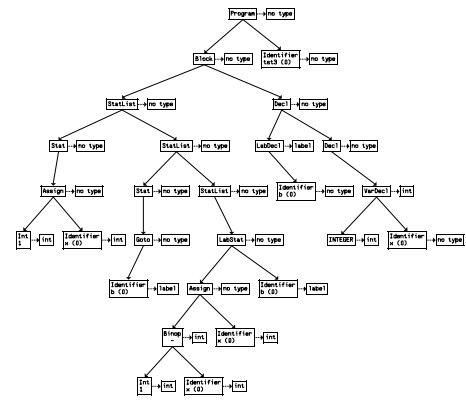 Program no type
Block no type Identifier no type
tst3 (0)
StatList no type Decl no type
Stat no type StatList no type LabDecl label Decl no type
Assign no type Stat no type StatList no type Identifier no type VarDecl int
b (0)
Int int Identifier int Goto no type LabStat no type INTEGER int Identifier no type
1 x (0) x (0)
Identifier label Assign no type Identifier label
b (0) b (0)
Binop int Identifier int
- x (0)
Int int Identifier int
1 x (0)